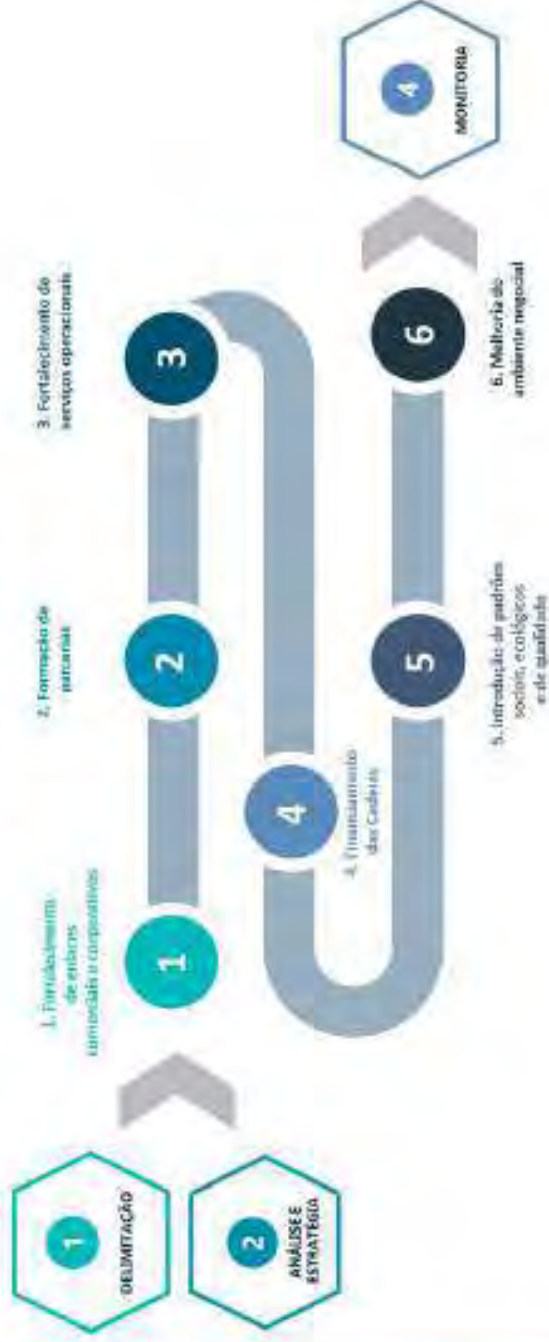 1
DELIMITAÇÃO
2
ANÁLISE E
ESTRATÉGIA
1. Fortalecimento
de enlaces
comerciais e corporativos
1
2. Formação de
parcerias
2
3. Fortalecimento de
serviços operacionais
3
4
4. Financiamento
das Cadeias
5
5. Introdução de padrões
sociais, ecológicos
e de qualidade
6
6. Melhoria do
ambiente negocial
4
MONITORIA